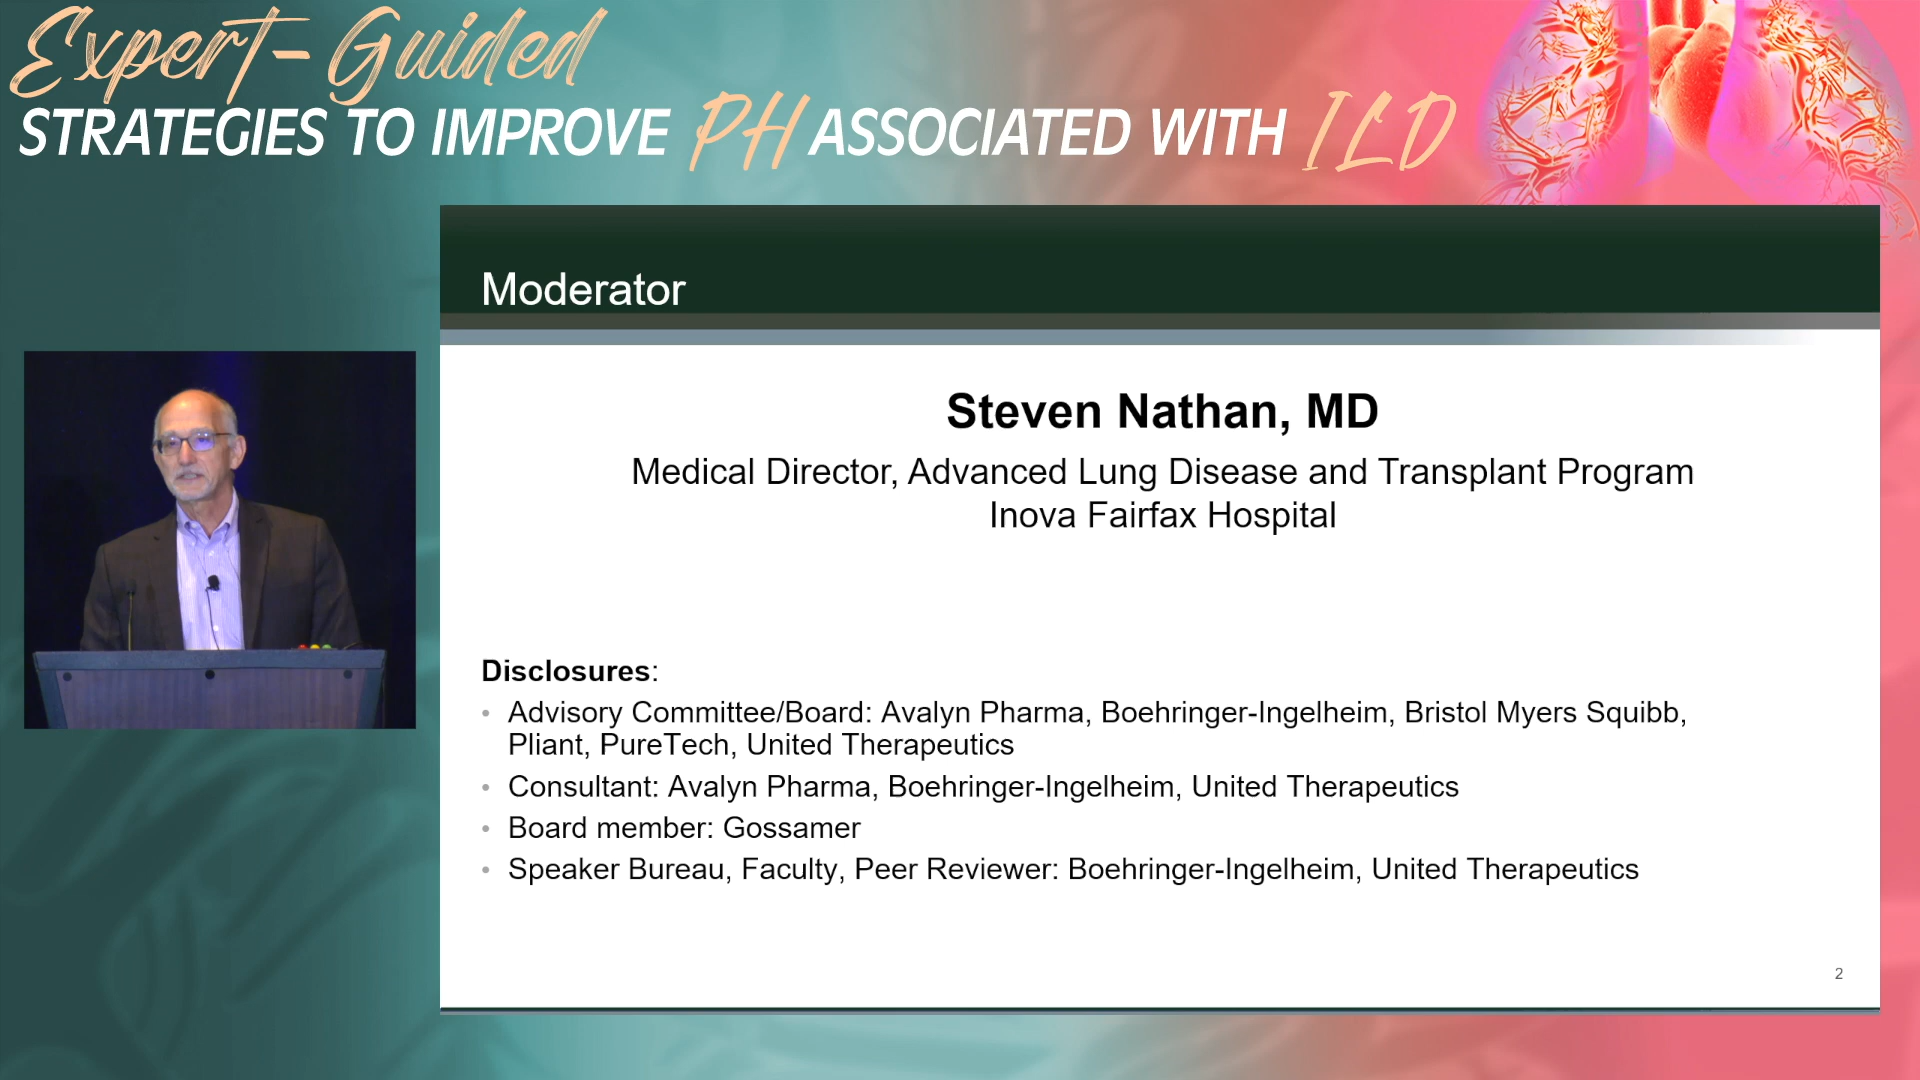 Expert-Guided
STRATEGIES TO IMPROVE PH ASSOCIATED WITH ILD
Moderator
Steven Nathan, MD
Medical Director, Advanced Lung Disease and Transplant Program
Inova Fairfax Hospital
Disclosures:
• Advisory Committee/Board: Avalyn Pharma, Boehringer-Ingelheim, Bristol Myers Squibb,
Pliant, PureTech, United Therapeutics
• Consultant: Avalyn Pharma, Boehringer-Ingelheim, United Therapeutics
• Board member: Gossamer
• Speaker Bureau, Faculty, Peer Reviewer: Boehringer-Ingelheim, United Therapeutics
2